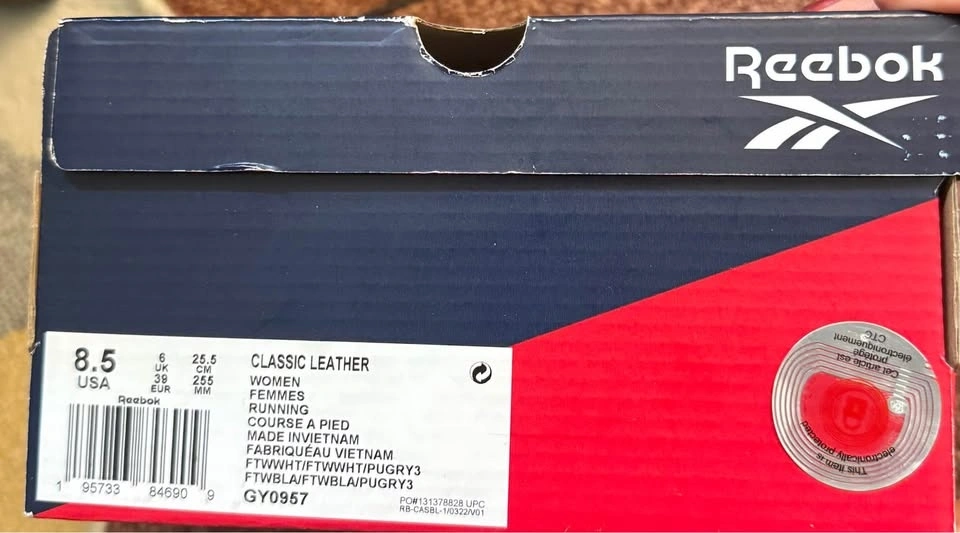 Reebok
8.5
USA
6
UK
39
EUR
25.5
CM
255
MM
Reebok
1 95733 84690 9
CLASSIC LEATHER
WOMEN
FEMMES
RUNNING
COURSE A PIED
MADE INVIETNAM
FABRIQUÉAU VIETNAM
FTWWHT/FTWWHT/PUGRY3
FTWBLA/FTWBLA/PUGRY3
GY0957
PO#131378828 UPC
RB-CASBL-1/0322/V01
Cet article est
protégé
électroniquement
CTG
This item is
electronically protected